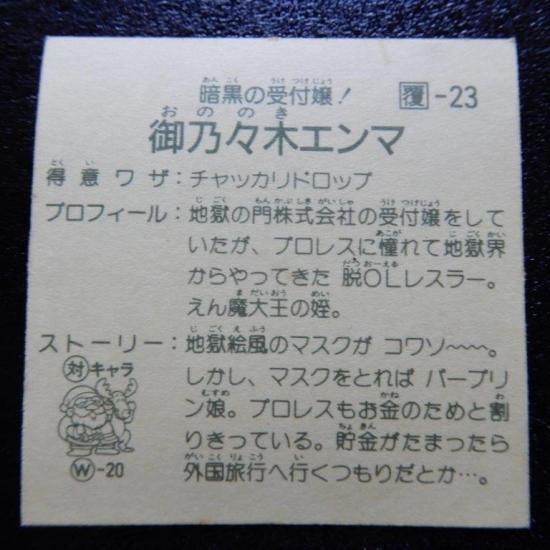 暗黒の受付嬢！
覆-23
御乃々木エンマ
得意ワザ：チャッカリドロップ
プロフィール：地獄の門株式会社の受付嬢をして
いたが、プロレスに憧れて地獄界
からやってきた 脱OLレスラー。
えん魔大王の姪。
ストーリー：地獄絵風のマスクが コワソ〜〜〜。
しかし、マスクをとれば パープリ
ン娘。プロレスもお金のためと割
りきっている。貯金がたまったら
外国旅行へ行くつもりだとか…。
対キャラ
W-20